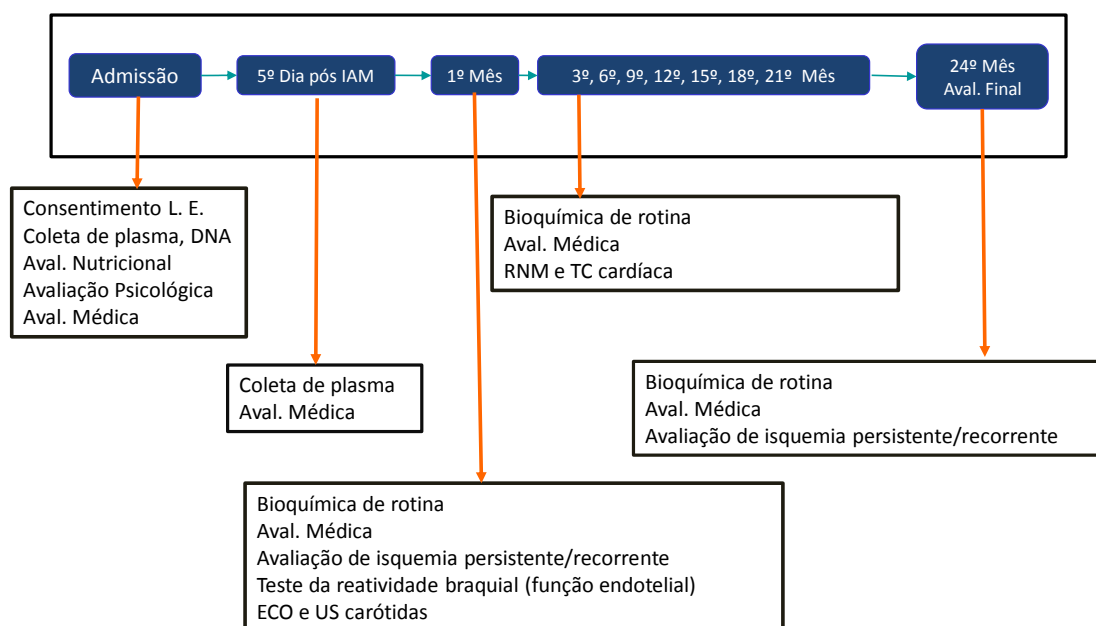 Admissão
5º Dia pós IAM
1º Mês
3º, 6º, 9º, 12º, 15º, 18º, 21º Mês
24º Mês
Aval. Final
Consentimento L. E.
Coleta de plasma, DNA
Aval. Nutricional
Avaliação Psicológica
Aval. Médica
Coleta de plasma
Aval. Médica
Bioquímica de rotina
Aval. Médica
Avaliação de isquemia persistente/recorrente
Teste da reatividade braquial (função endotelial)
ECO e US carótidas
Bioquímica de rotina
Aval. Médica
RNM e TC cardíaca
Bioquímica de rotina
Aval. Médica
Avaliação de isquemia persistente/recorrente